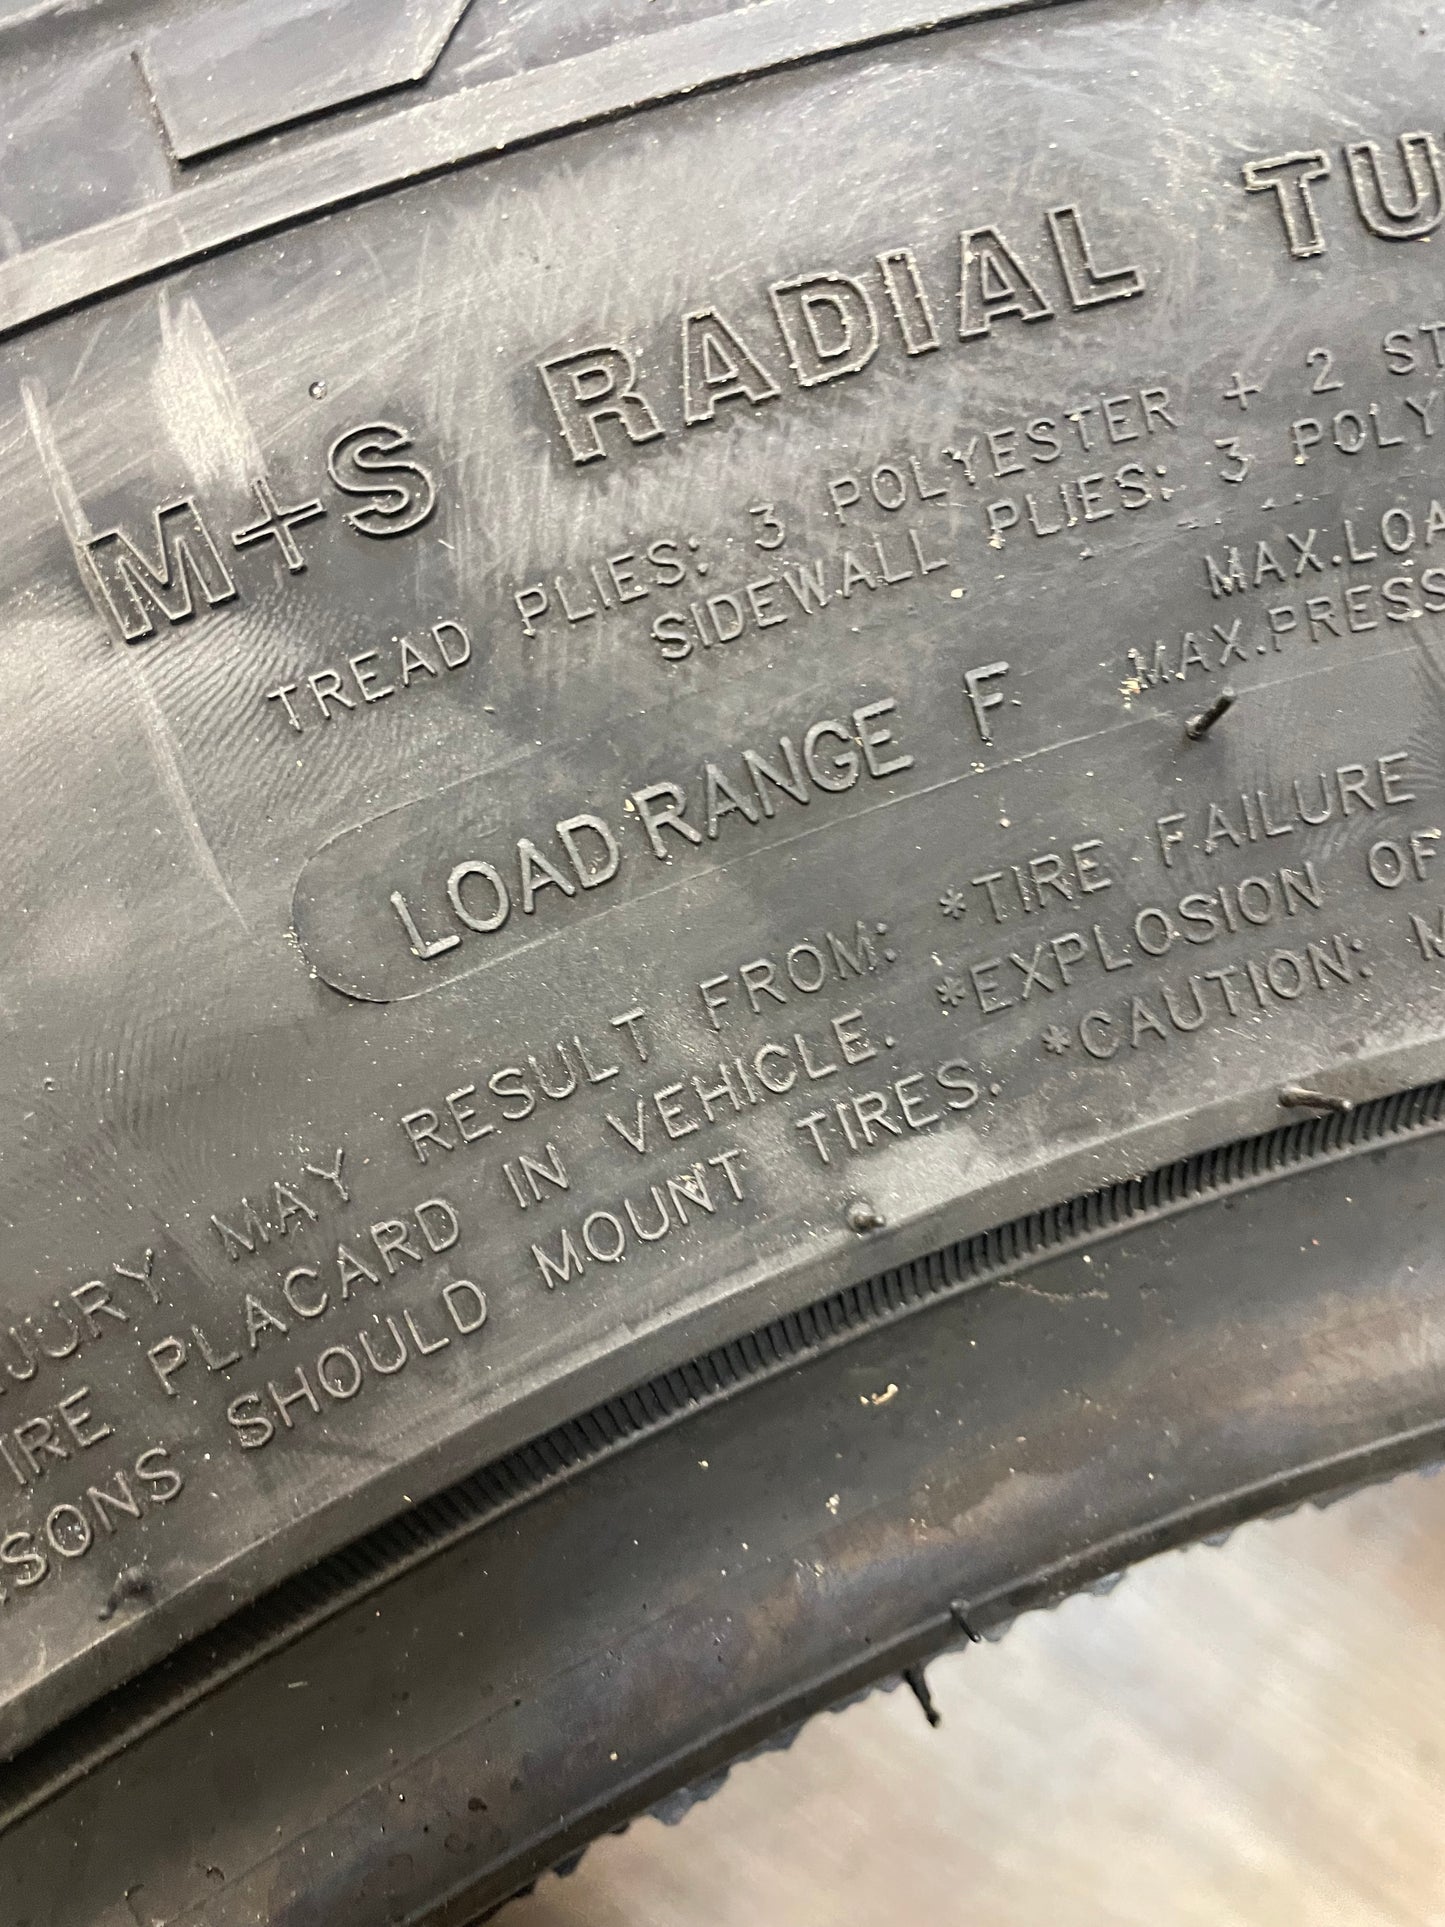 M+S RADIAL TU
TREAD PLIES: 3 POLYESTER + 2 ST
SIDEWALL PLIES: 3 POLY
MAX.LOA
LOAD RANGE F MAX.PRESS
JURY MAY RESULT FROM: *TIRE FAILURE
IRE PLACARD IN VEHICLE. *EXPLOSION OF
SONS SHOULD MOUNT TIRES. *CAUTION: M